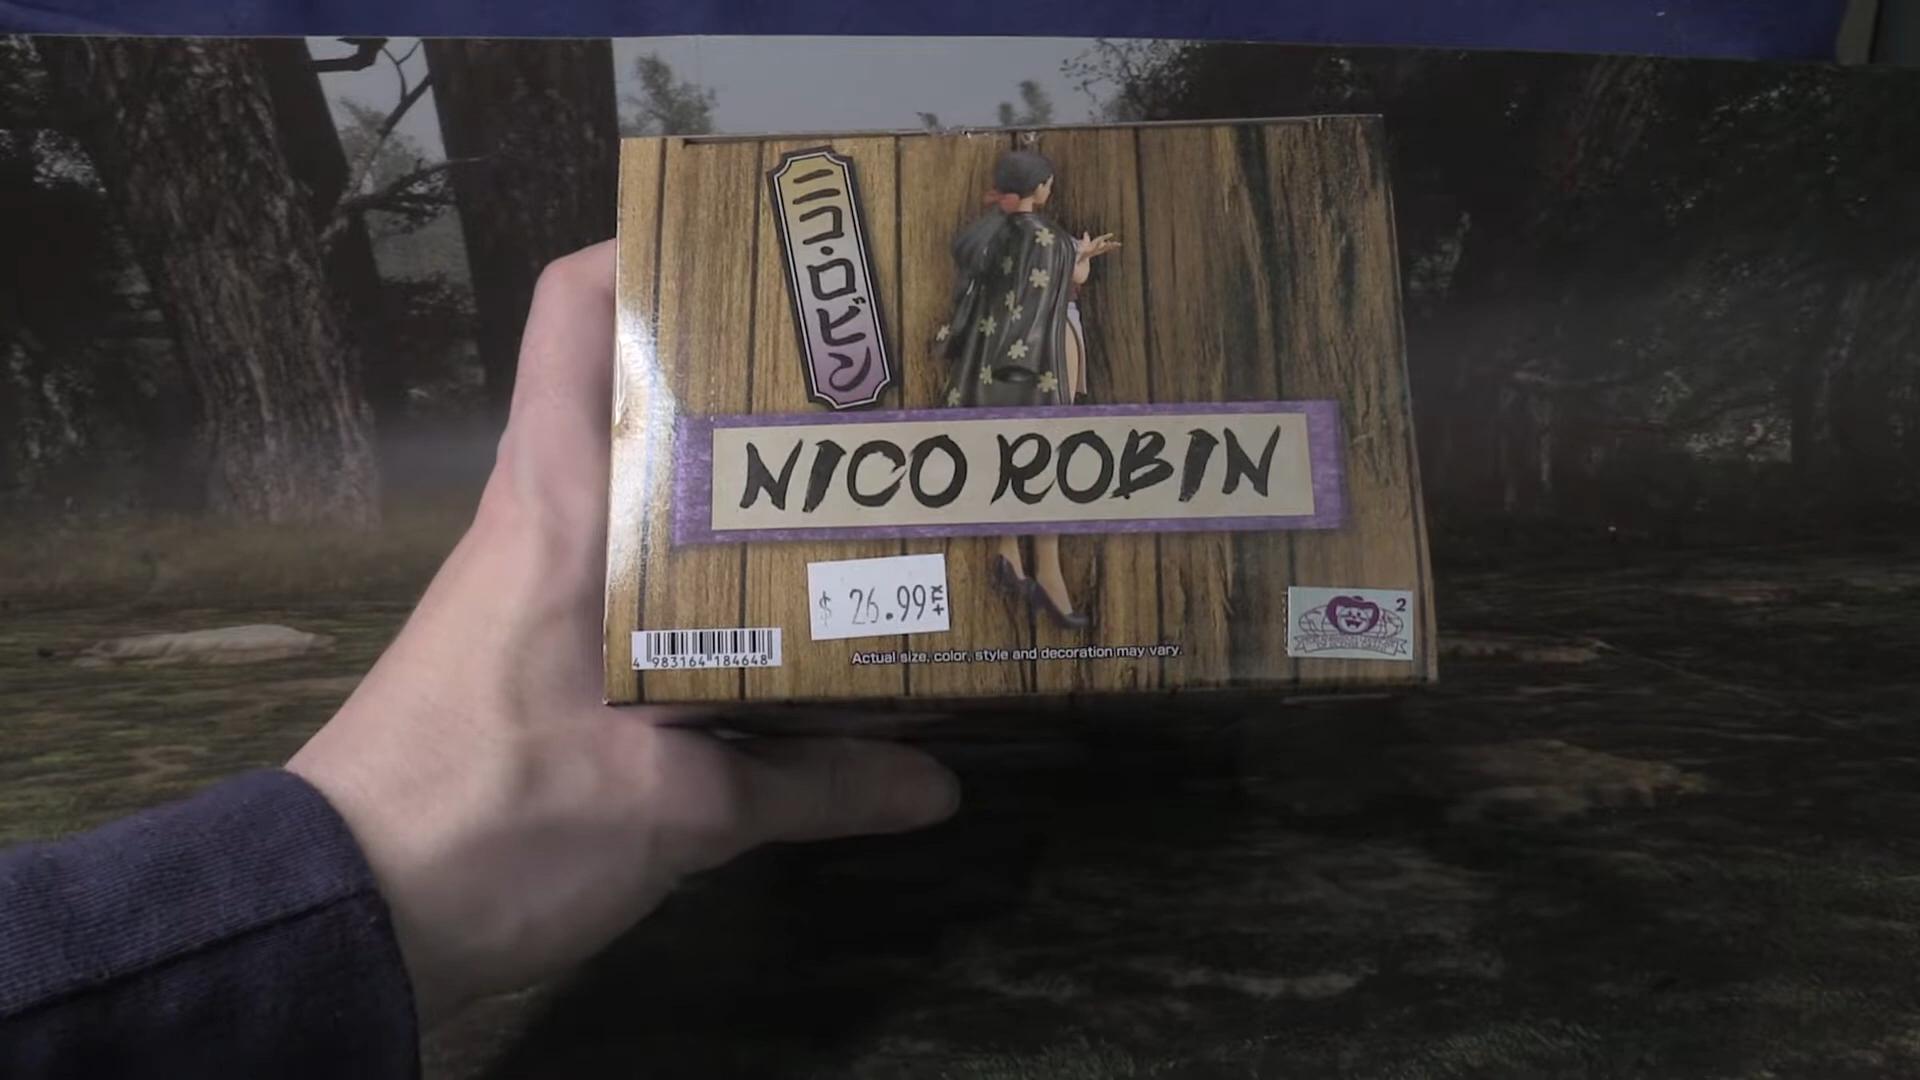 ニコ・ロビン
NICO ROBIN
$ 26.99 +TX
4 983164 184648
Actual size, color, style and decoration may vary.
2